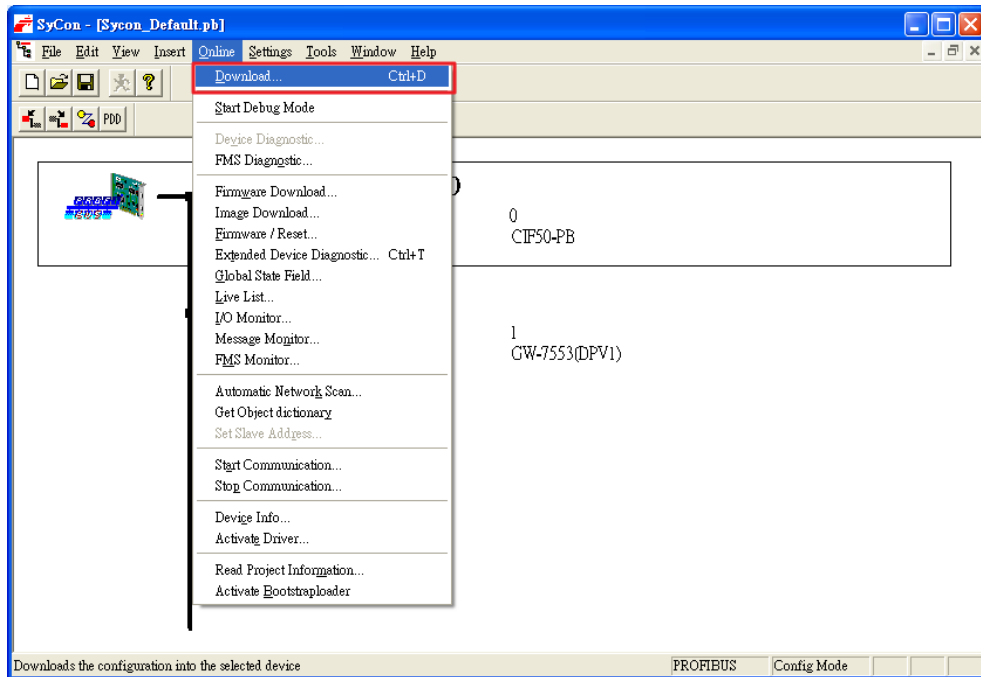 SyCon - [Sycon_Default.pb]
File Edit View Insert Online Settings Tools Window Help
PDD
Download... Ctrl+D
Start Debug Mode
Device Diagnostic...
FMS Diagnostic...
Firmware Download...
Image Download...
Firmware / Reset...
Extended Device Diagnostic... Ctrl+T
Global State Field...
Live List...
I/O Monitor...
Message Monitor...
FMS Monitor...
Automatic Network Scan...
Get Object dictionary
Set Slave Address...
Start Communication...
Stop Communication...
Device Info...
Activate Driver...
Read Project Information...
Activate Bootstraploader
)
0
CIF50-PB
1
GW-7553(DPV1)
Downloads the configuration into the selected device PROFIBUS Config Mode